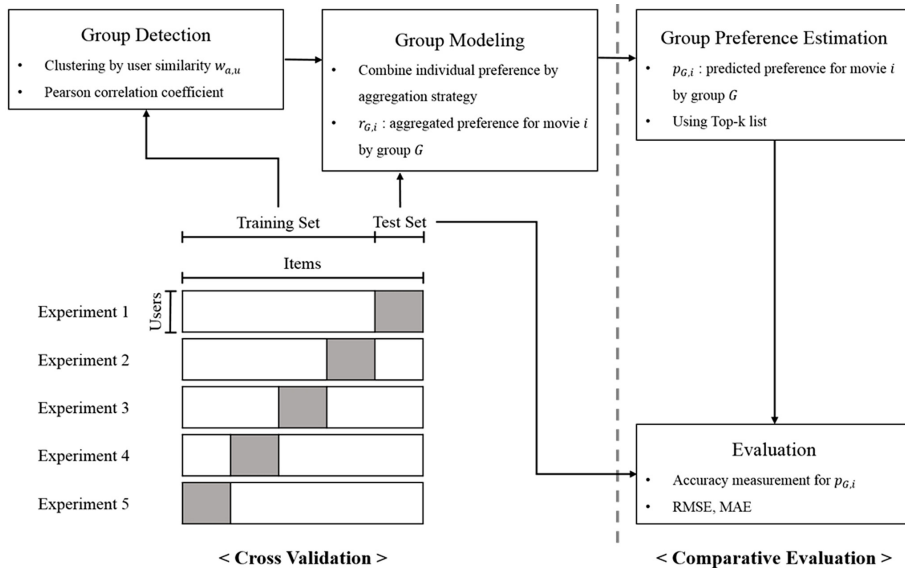 Group Detection
• Clustering by user similarity w_{a,u}
• Pearson correlation coefficient
Group Modeling
• Combine individual preference by
aggregation strategy
• r_{G,i} : aggregated preference for movie i
by group G
Group Preference Estimation
• p_{G,i} : predicted preference for movie i
by group G
• Using Top-k list
Training Set
Test Set
Items
Users
Experiment 1
Experiment 2
Experiment 3
Experiment 4
Experiment 5
Evaluation
• Accuracy measurement for p_{G,i}
• RMSE, MAE
< Cross Validation >
< Comparative Evaluation >